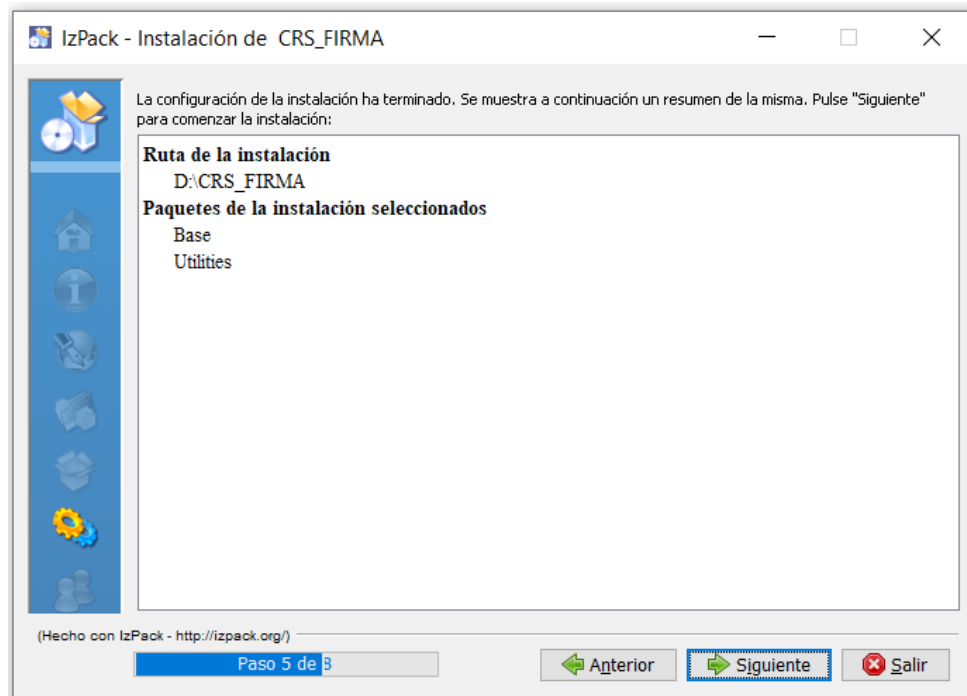 IzPack - Instalación de CRS_FIRMA
La configuración de la instalación ha terminado. Se muestra a continuación un resumen de la misma. Pulse "Siguiente"
para comenzar la instalación:
Ruta de la instalación
D:\CRS_FIRMA
Paquetes de la instalación seleccionados
Base
Utilities
(Hecho con IzPack - http://izpack.org/)
Paso 5 de 8
Anterior
Siguiente
Salir